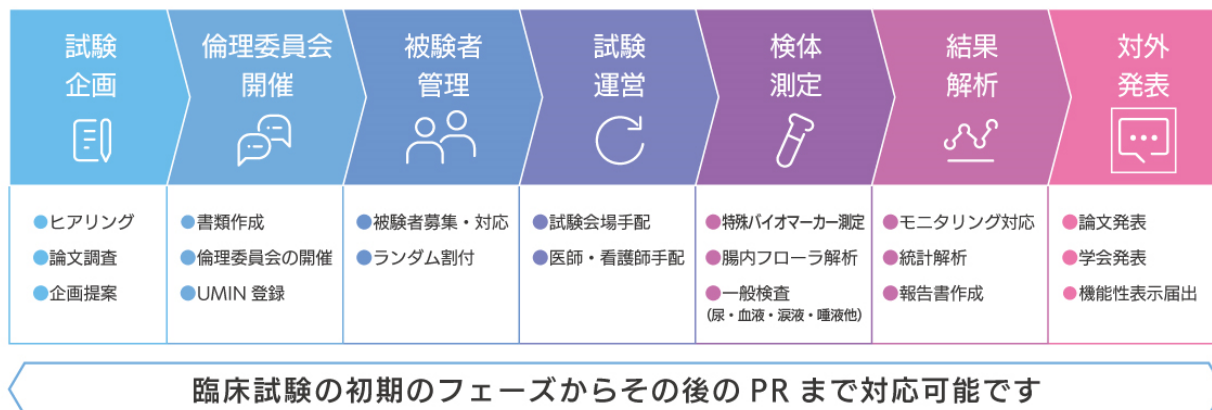 試験
企画
倫理委員会
開催
被験者
管理
試験
運営
検体
測定
結果
解析
対外
発表
●ヒアリング
●論文調査
●企画提案
●書類作成
●倫理委員会の開催
●UMIN 登録
●被験者募集・対応
●ランダム割付
●試験会場手配
●医師・看護師手配
●特殊バイオマーカー測定
●腸内フローラ解析
●一般検査
（尿・血液・涙液・唾液他）
●モニタリング対応
●統計解析
●報告書作成
●論文発表
●学会発表
●機能性表示届出
臨床試験の初期のフェーズからその後の PR まで対応可能です